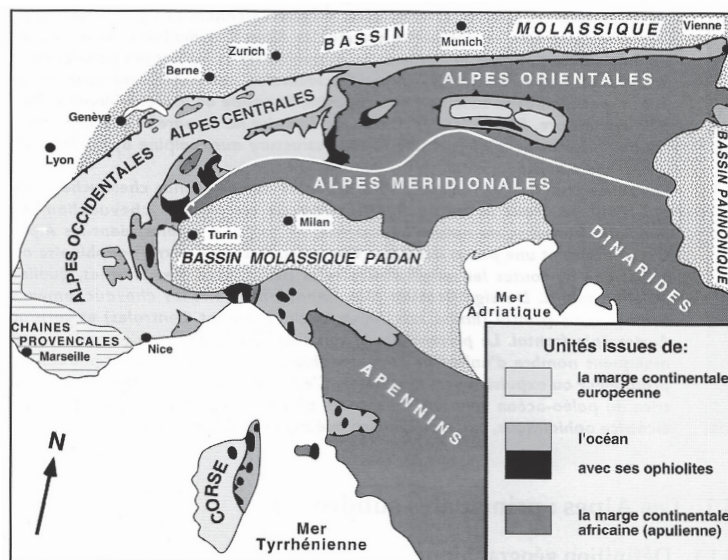 BASSIN MOLASSIQUE
Vienne
Munich
Zurich
Berne
ALPES ORIENTALES
ALPES CENTRALES
Genève
Lyon
ALPES OCCIDENTALES
ALPES MERIDIONALES
BASSIN PANNONIQUE
Turin
Milan
BASSIN MOLASSIQUE PADAN
DINARIDES
Mer
Adriatique
CHAINES
PROVENCALES
Marseille
Nice
APENNINS
N
CORSE
Mer
Tyrrhénienne
Unités issues de:
la marge continentale
européenne
l'océan
avec ses ophiolites
la marge continentale
africaine (apulienne)